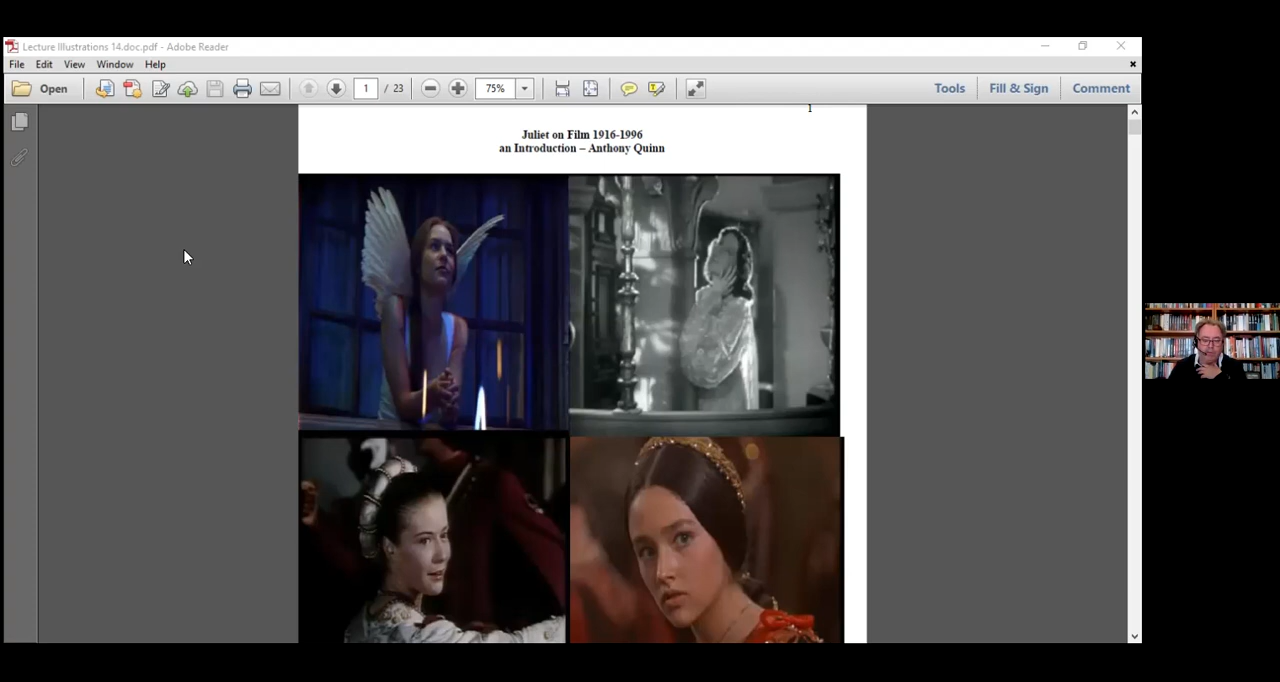 Lecture Illustrations 14.doc.pdf - Adobe Reader
File Edit View Window Help
Open 1 / 23 75% Tools Fill & Sign Comment
1
Juliet on Film 1916-1996
an Introduction – Anthony Quinn